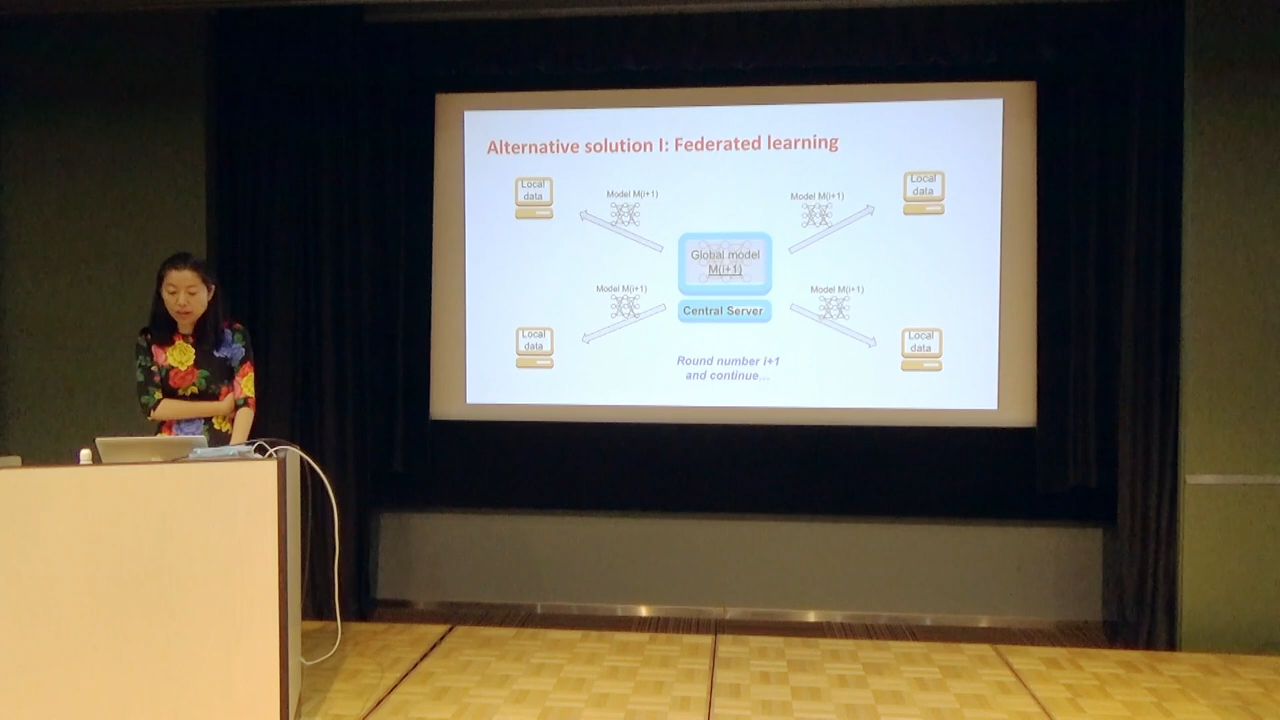 Alternative solution I: Federated learning
Local
data
Model M(i+1)
Model M(i+1)
Local
data
Global model
M(i+1)
Central Server
Model M(i+1)
Model M(i+1)
Local
data
Local
data
Round number i+1
and continue...